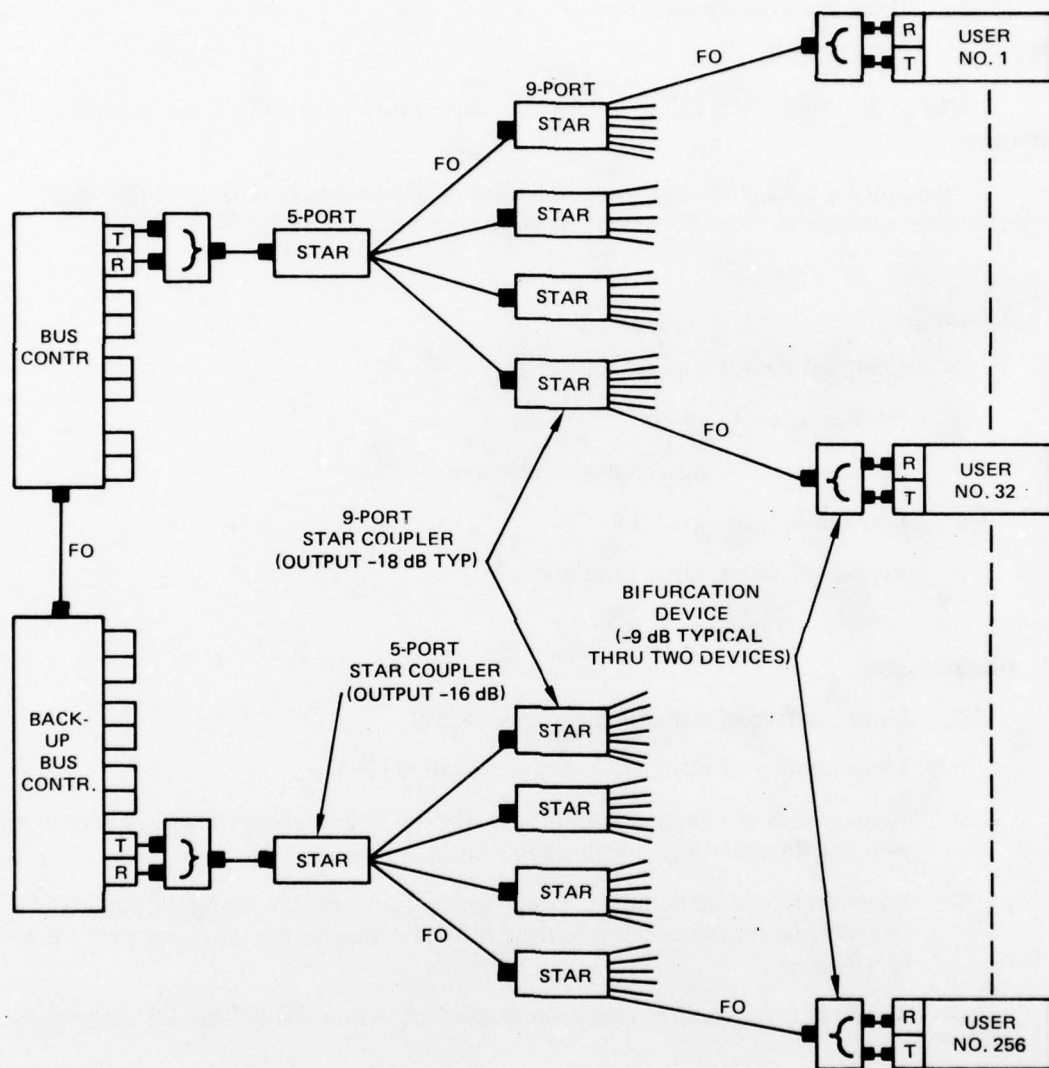 R
T
USER
NO. 1
FO
9-PORT
STAR
FO
5-PORT
STAR
STAR
T
R
STAR
BUS
CONTR.
STAR
FO
R
T
USER
NO. 32
9-PORT
STAR COUPLER
(OUTPUT –18 dB TYP)
FO
BIFURCATION
DEVICE
(–9 dB TYPICAL
THRU TWO DEVICES)
5-PORT
STAR COUPLER
(OUTPUT –16 dB)
STAR
BACK-
UP
BUS
CONTR.
STAR
T
R
STAR
STAR
FO
STAR
FO
R
T
USER
NO. 256